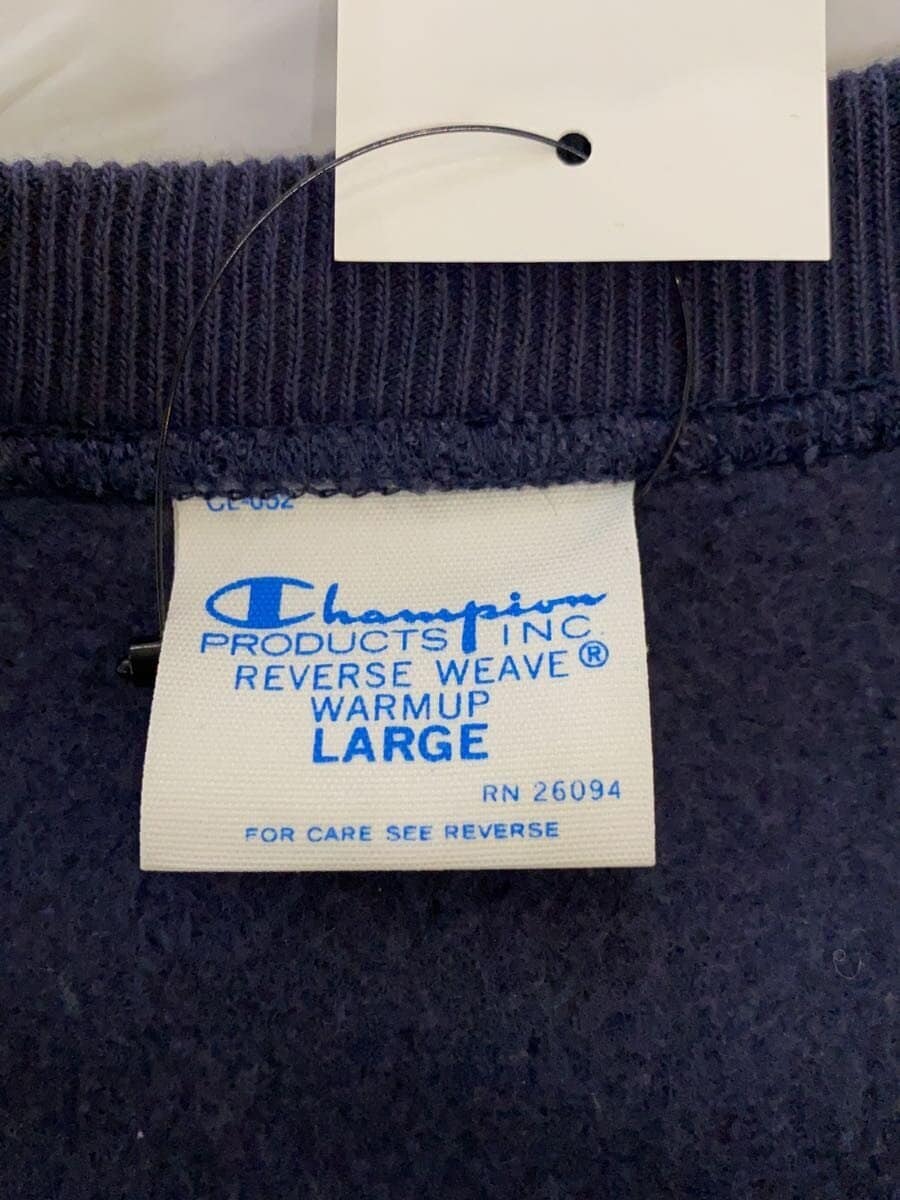 Champion
PRODUCTS INC.
REVERSE WEAVE®
WARMUP
LARGE
RN 26094
FOR CARE SEE REVERSE